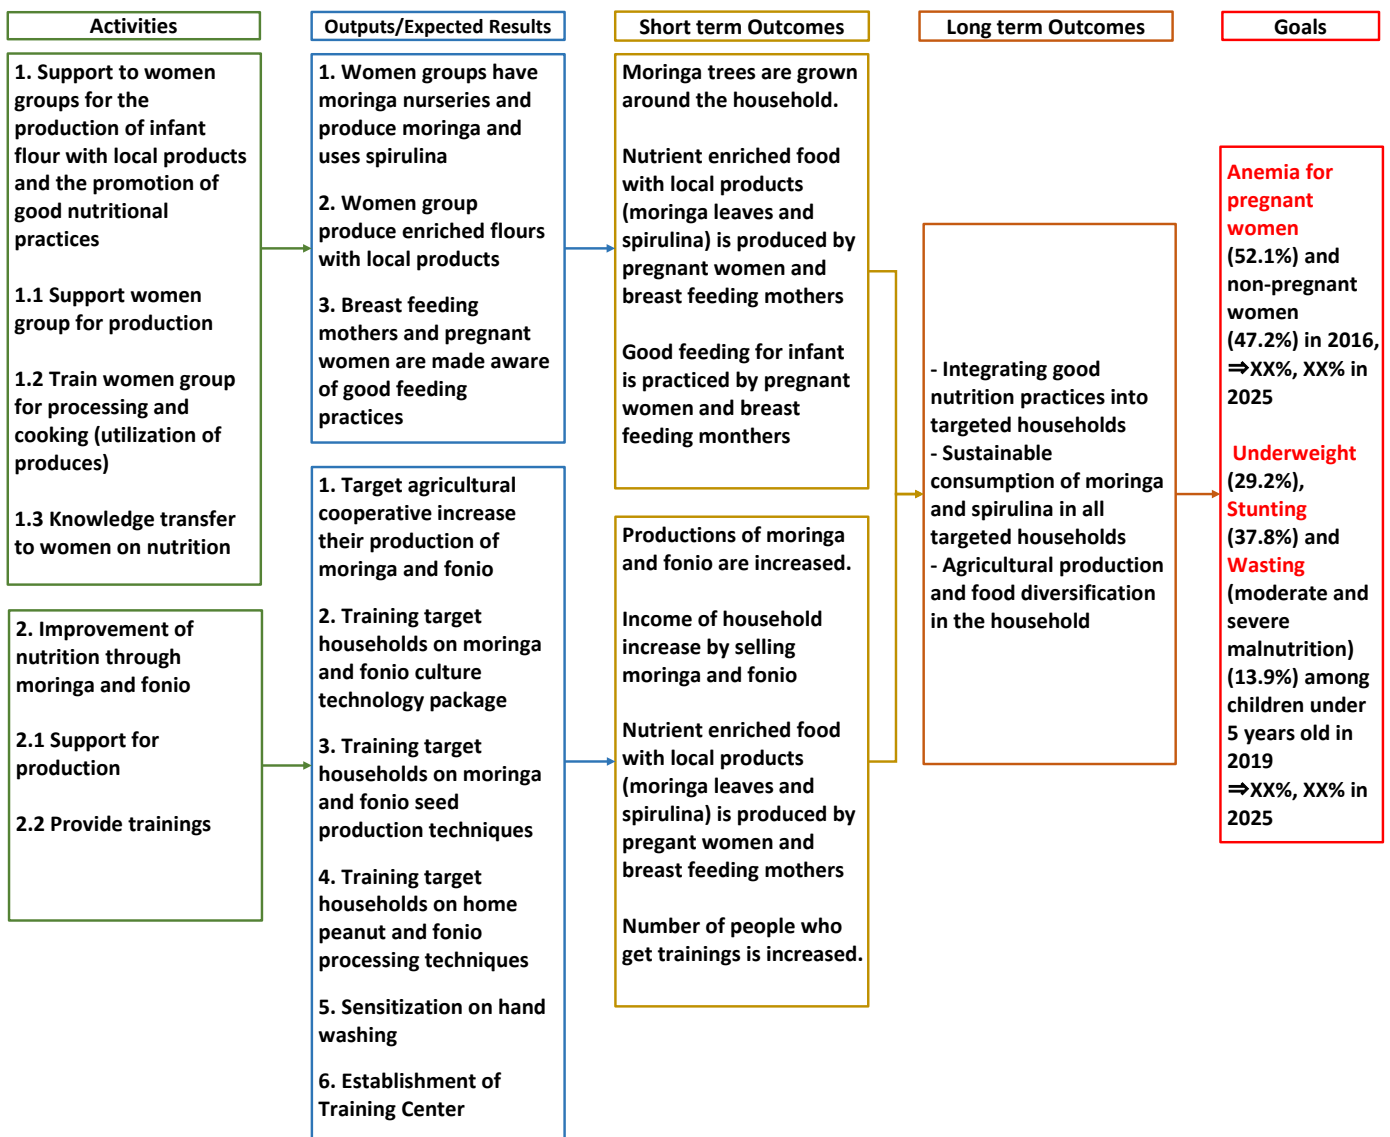 Activities
Outputs/Expected Results
Short term Outcomes
Long term Outcomes
Goals
1. Support to women
groups for the
production of infant
flour with local products
and the promotion of
good nutritional
practices
1.1 Support women
group for production
1.2 Train women group
for processing and
cooking (utilization of
produces)
1.3 Knowledge transfer
to women on nutrition
2. Improvement of
nutrition through
moringa and fonio
2.1 Support for
production
2.2 Provide trainings
1. Women groups have
moringa nurseries and
produce moringa and
uses spirulina
2. Women group
produce enriched flours
with local products
3. Breast feeding
mothers and pregnant
women are made aware
of good feeding
practices
1. Target agricultural
cooperative increase
their production of
moringa and fonio
2. Training target
households on moringa
and fonio culture
technology package
3. Training target
households on moringa
and fonio seed
production techniques
4. Training target
households on home
peanut and fonio
processing techniques
5. Sensitization on hand
washing
6. Establishment of
Training Center
Moringa trees are grown
around the household.
Nutrient enriched food
with local products
(moringa leaves and
spirulina) is produced by
pregnant women and
breast feeding mothers
Good feeding for infant
is practiced by pregnant
women and breast
feeding monthers
Productions of moringa
and fonio are increased.
Income of household
increase by selling
moringa and fonio
Nutrient enriched food
with local products
(moringa leaves and
spirulina) is produced by
pregant women and
breast feeding mothers
Number of people who
get trainings is increased.
- Integrating good
nutrition practices into
targeted households
- Sustainable
consumption of moringa
and spirulina in all
targeted households
- Agricultural production
and food diversification
in the household
Anemia for
pregnant
women
(52.1%) and
non-pregnant
women
(47.2%) in 2016,
⇒XX%, XX% in
2025
Underweight
(29.2%),
Stunting
(37.8%) and
Wasting
(moderate and
severe
malnutrition)
(13.9%) among
children under
5 years old in
2019
⇒XX%, XX% in
2025